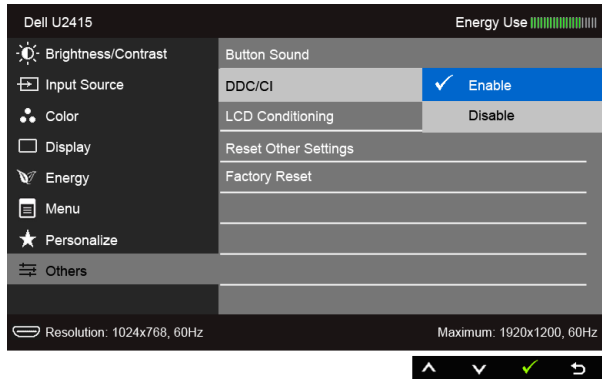 Dell U2415
Energy Use
Brightness/Contrast
Input Source
Color
Display
Energy
Menu
Personalize
Others
Button Sound
DDC/CI
LCD Conditioning
Reset Other Settings
Factory Reset
Enable
Disable
Resolution: 1024x768, 60Hz
Maximum: 1920x1200, 60Hz